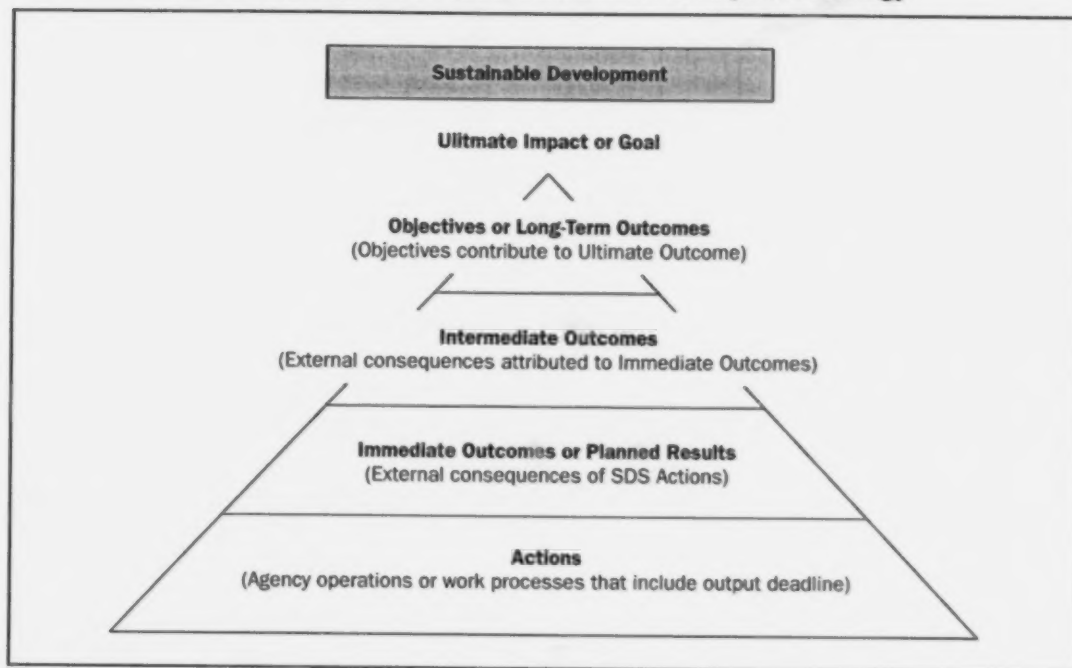 Sustainable Development
Ulitmate Impact or Goal
Objectives or Long-Term Outcomes
(Objectives contribute to Ultimate Outcome)
Intermediate Outcomes
(External consequences attributed to Immediate Outcomes)
Immediate Outcomes or Planned Results
(External consequences of SDS Actions)
Actions
(Agency operations or work processes that include output deadline)